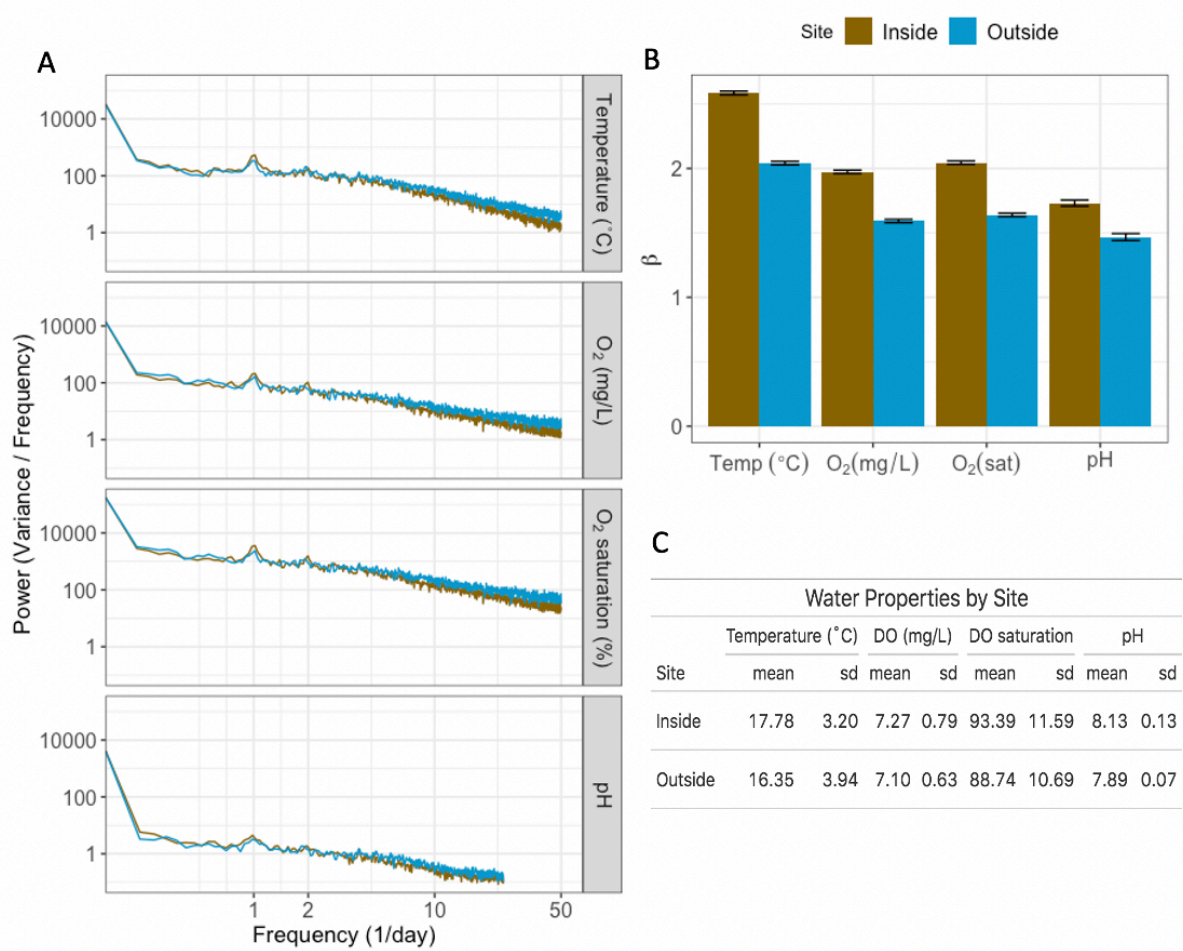 Site Inside Outside
A
10000
100
1
Temperature (˚C)
10000
100
1
O₂ (mg/L)
10000
100
1
O₂ saturation (%)
10000
100
1
pH
Power (Variance / Frequency)
1 2 10 50
Frequency (1/day)
B
2
1
0
β
Temp (°C) O₂(mg/L) O₂(sat) pH
C
Water Properties by Site
Temperature (˚C) DO (mg/L) DO saturation pH
Site mean sd mean sd mean sd mean sd
Inside 17.78 3.20 7.27 0.79 93.39 11.59 8.13 0.13
Outside 16.35 3.94 7.10 0.63 88.74 10.69 7.89 0.07